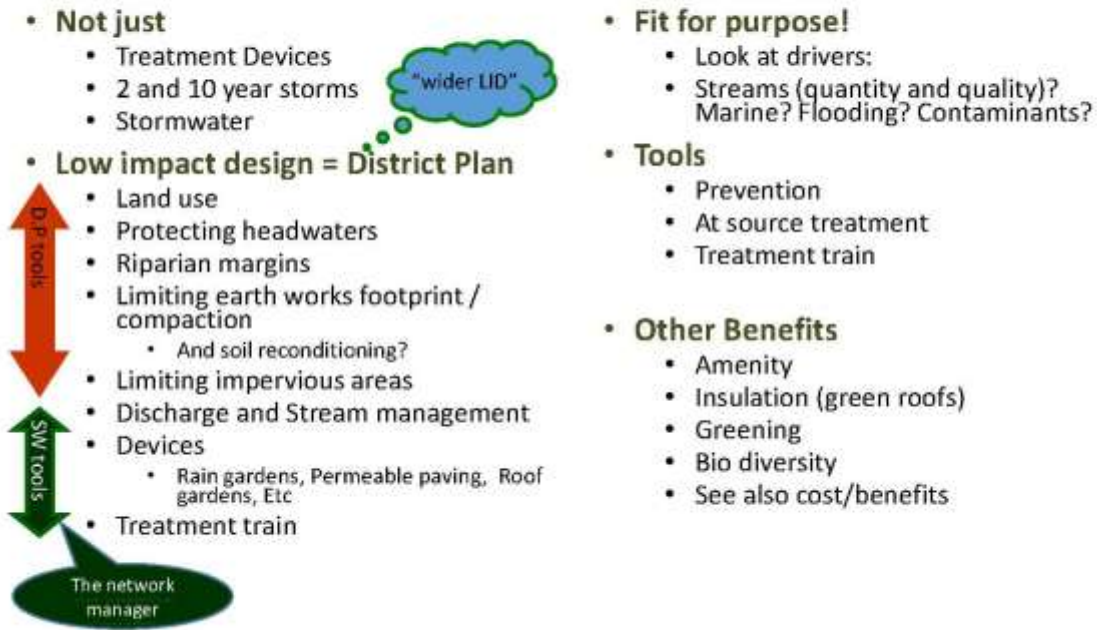 • Not just
• Treatment Devices
• 2 and 10 year storms
• Stormwater
"wider LID"
• Low impact design = District Plan
D.P tools
• Land use
• Protecting headwaters
• Riparian margins
• Limiting earth works footprint /
compaction
• And soil reconditioning?
• Limiting impervious areas
SW tools
• Discharge and Stream management
• Devices
• Rain gardens, Permeable paving, Roof
gardens, Etc
• Treatment train
The network
manager
• Fit for purpose!
• Look at drivers:
• Streams (quantity and quality)?
Marine? Flooding? Contaminants?
• Tools
• Prevention
• At source treatment
• Treatment train
• Other Benefits
• Amenity
• Insulation (green roofs)
• Greening
• Bio diversity
• See also cost/benefits